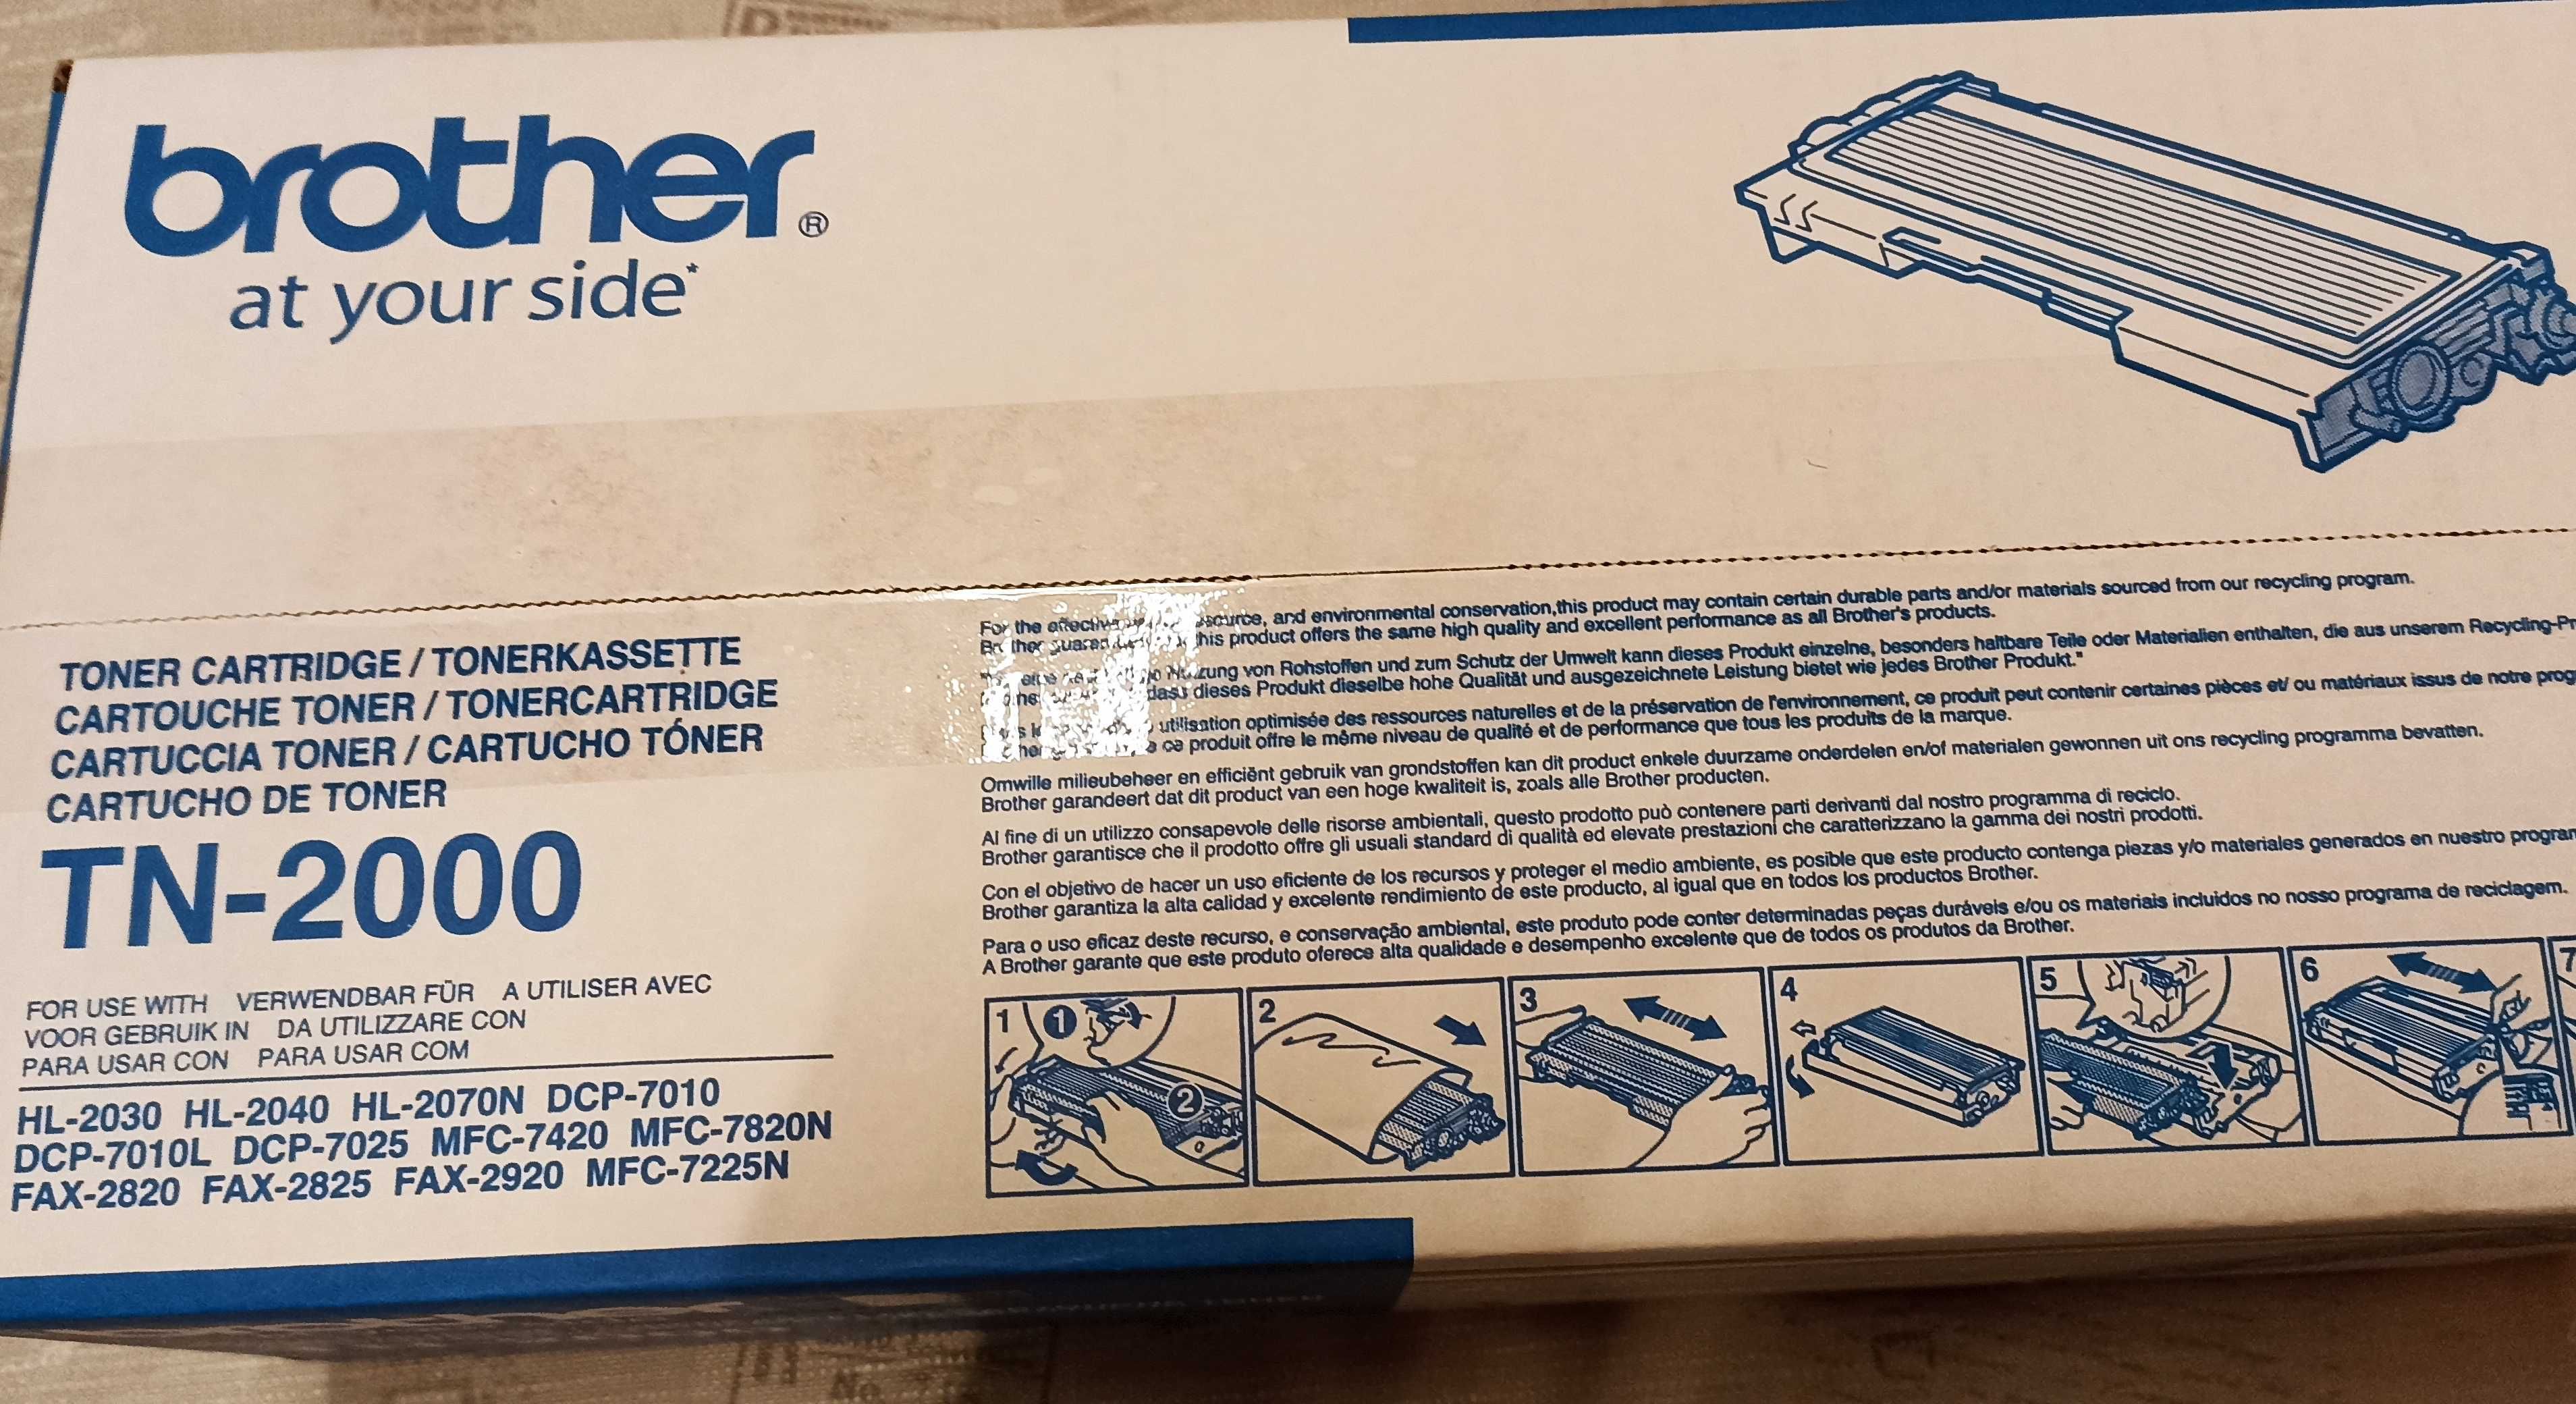 brother®
at your side*
TONER CARTRIDGE / TONERKASSETTE
CARTOUCHE TONER / TONERCARTRIDGE
CARTUCCIA TONER / CARTUCHO TÓNER
CARTUCHO DE TONER
TN-2000
FOR USE WITH VERWENDBAR FÜR A UTILISER AVEC
VOOR GEBRUIK IN DA UTILIZZARE CON
PARA USAR CON PARA USAR COM
HL-2030 HL-2040 HL-2070N DCP-7010
DCP-7010L DCP-7025 MFC-7420 MFC-7820N
FAX-2820 FAX-2825 FAX-2920 MFC-7225N
For the and environmental conservation,this product may contain certain durable parts and/or materials sourced from our recycling program.
this product offers the same high quality and excellent performance as all Brother's products.
von Rohstoffen und zum Schutz der Umwelt kann dieses Produkt einzelne, besonders haltbare Teile oder Materialien enthalten, die aus unserem
dass dieses Produkt dieselbe hohe Qualität und ausgezeichnete Leistung bietet wie jedes Brother Produkt."
utilisation optimisée des ressources naturelles et de la préservation de l'environnement, ce produit peut contenir certaines pièces et/ ou matériaux issus de notre
ce produit offre le même niveau de qualité et de performance que tous les produits de la marque.
Omwille milieubeheer en efficiënt gebruik van grondstoffen kan dit product enkele duurzame onderdelen en/of materialen gewonnen uit ons recycling programma bevatten.
Brother garandeert dat dit product van een hoge kwaliteit is, zoals alle Brother producten.
Al fine di un utilizzo consapevole delle risorse ambientali, questo prodotto può contenere parti derivanti dal nostro programma di reciclo.
Brother garantisce che il prodotto offre gli usuali standard di qualità ed elevate prestazioni che caratterizzano la gamma dei nostri prodotti.
Con el objetivo de hacer un uso eficiente de los recursos y proteger el medio ambiente, es posible que este producto contenga piezas y/o materiales generados en nuestro
Brother garantiza la alta calidad y excelente rendimiento de este producto, al igual que en todos los productos Brother.
Para o uso eficaz deste recurso, e conservação ambiental, este produto pode conter determinadas peças duráveis e/ou os materiais incluidos no nosso programa de reciclagem.
A Brother garante que este produto oferece alta qualidade e desempenho excelente que de todos os produtos da Brother.
1 1 2 2 3 4 5 6 7